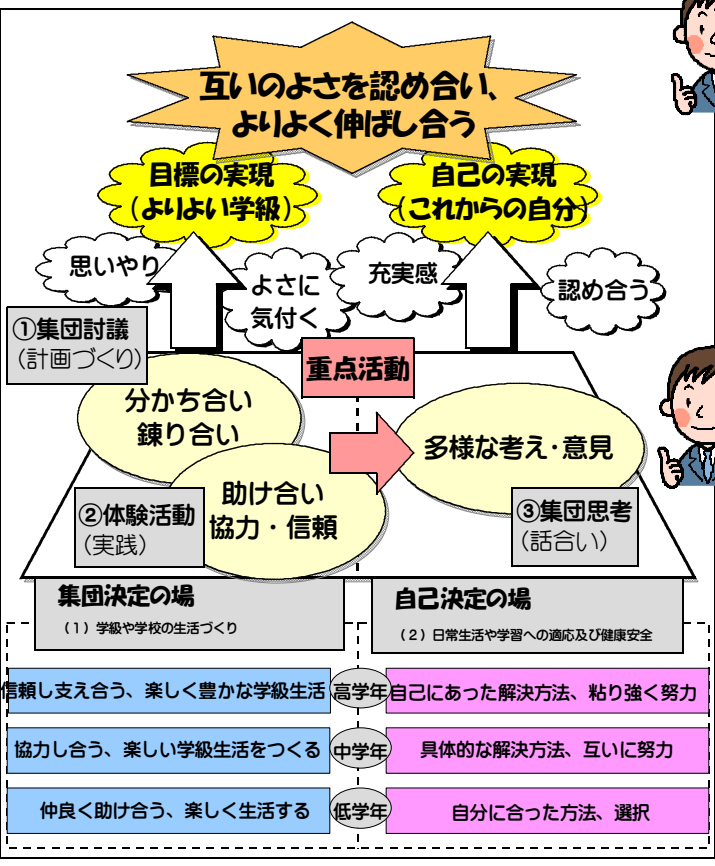 互いのよさを認め合い、
よりよく伸ばし合う
目標の実現
（よりよい学級）
自己の実現
（これからの自分）
思いやり
よさに
気付く
充実感
認め合う
①集団討議
（計画づくり）
重点活動
分かち合い
錬り合い
多様な考え・意見
助け合い
協力・信頼
②体験活動
（実践）
③集団思考
（話合い）
集団決定の場
（１）学級や学校の生活づくり
自己決定の場
（２）日常生活や学習への適応及び健康安全
信頼し支え合う、楽しく豊かな学級生活
高学年
自己にあった解決方法、粘り強く努力
協力し合う、楽しい学級生活をつくる
中学年
具体的な解決方法、互いに努力
仲良く助け合う、楽しく生活する
低学年
自分に合った方法、選択